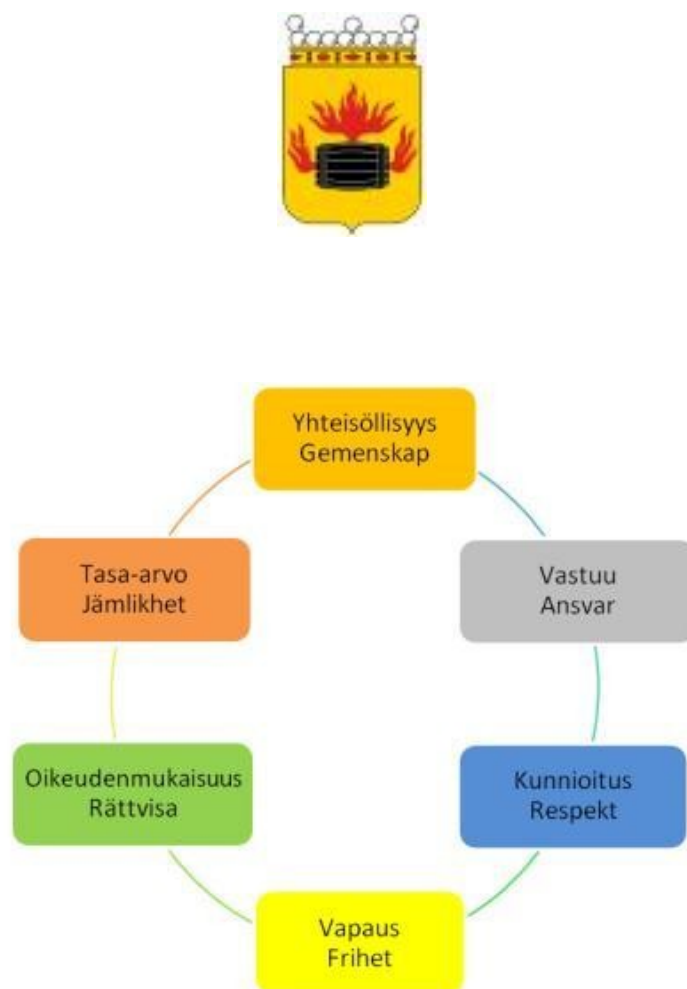 Yhteisöllisyys
Gemenskap
Vastuu
Ansvar
Kunnioitus
Respekt
Vapaus
Frihet
Oikeudenmukaisuus
Rättvisa
Tasa-arvo
Jämlikhet